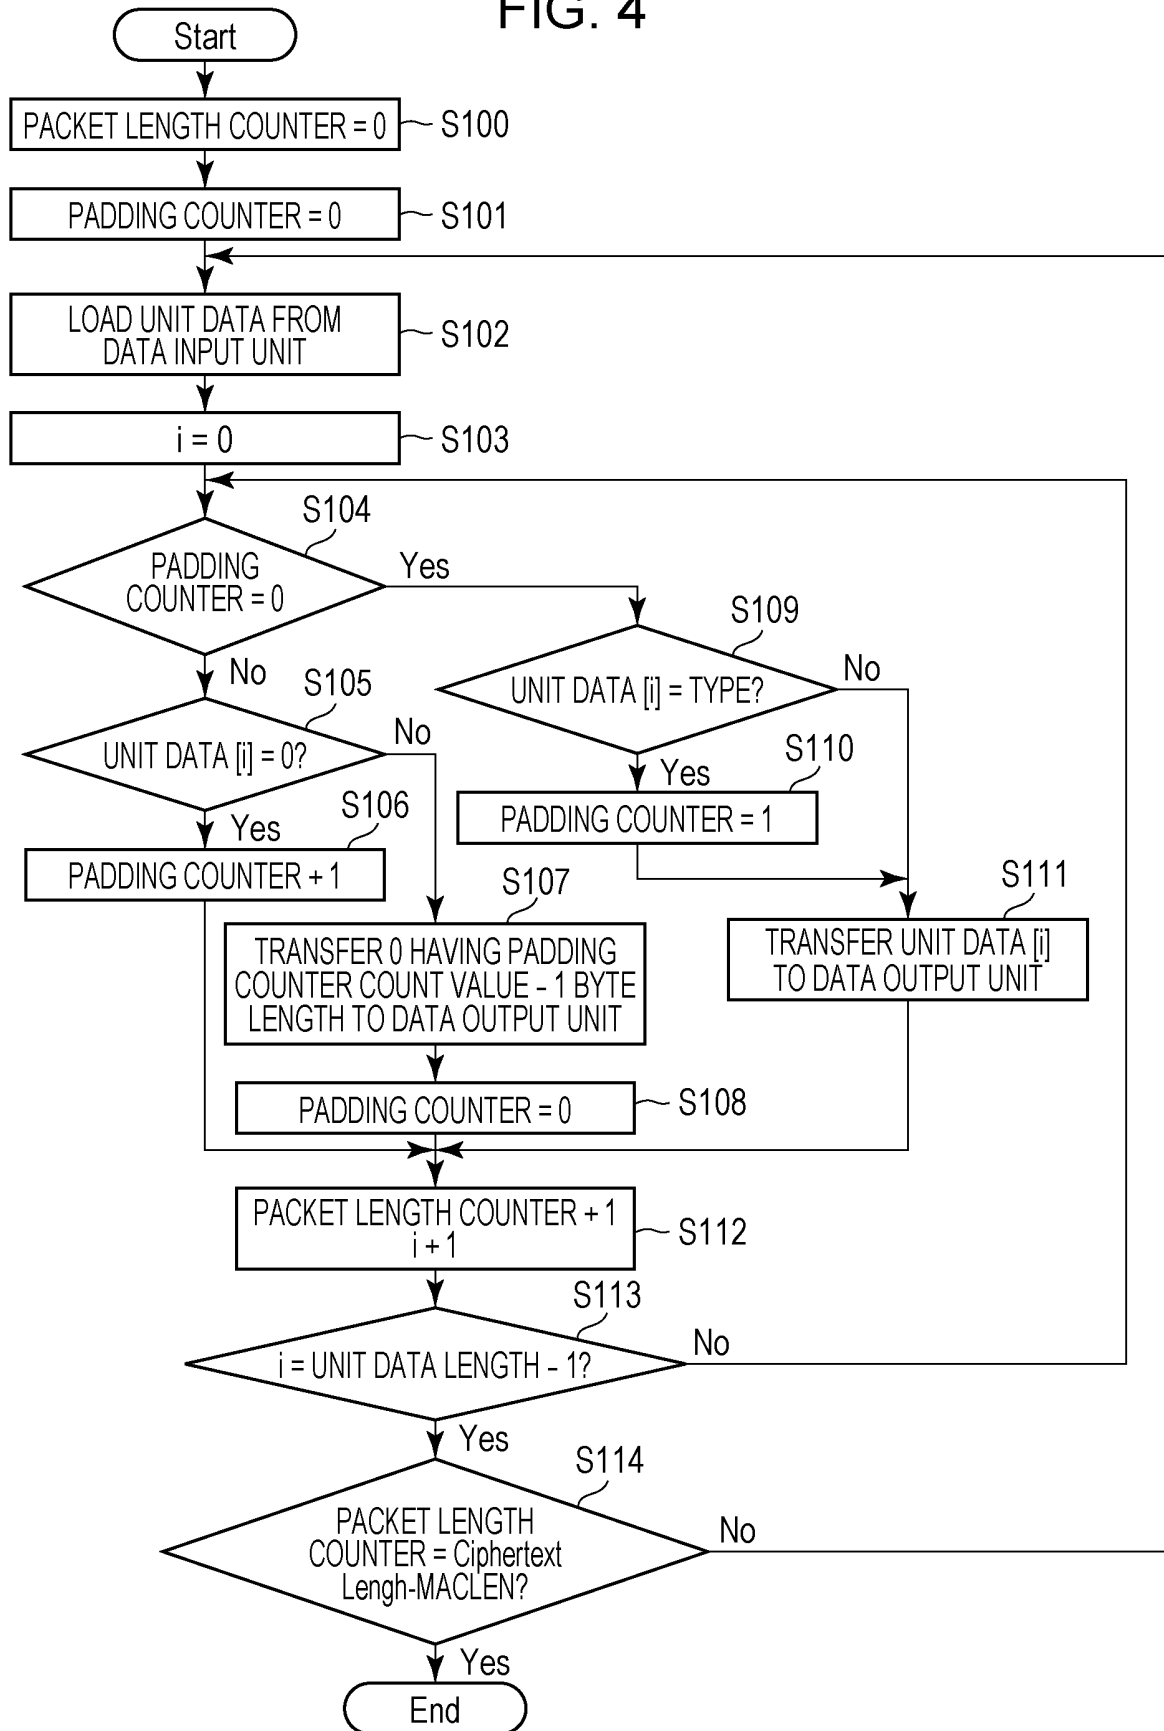 FIG. 4
Start
PACKET LENGTH COUNTER = 0
S100
PADDING COUNTER = 0
S101
LOAD UNIT DATA FROM
DATA INPUT UNIT
S102
i = 0
S103
S104
PADDING
COUNTER = 0
Yes
No
S109
UNIT DATA [i] = TYPE?
No
Yes
S105
UNIT DATA [i] = 0?
No
Yes
S110
PADDING COUNTER = 1
S106
PADDING COUNTER + 1
S107
TRANSFER 0 HAVING PADDING
COUNTER COUNT VALUE – 1 BYTE
LENGTH TO DATA OUTPUT UNIT
S111
TRANSFER UNIT DATA [i]
TO DATA OUTPUT UNIT
PADDING COUNTER = 0
S108
PACKET LENGTH COUNTER + 1
i + 1
S112
S113
i = UNIT DATA LENGTH – 1?
No
Yes
S114
PACKET LENGTH
COUNTER = Ciphertext
Lengh-MACLEN?
No
Yes
End